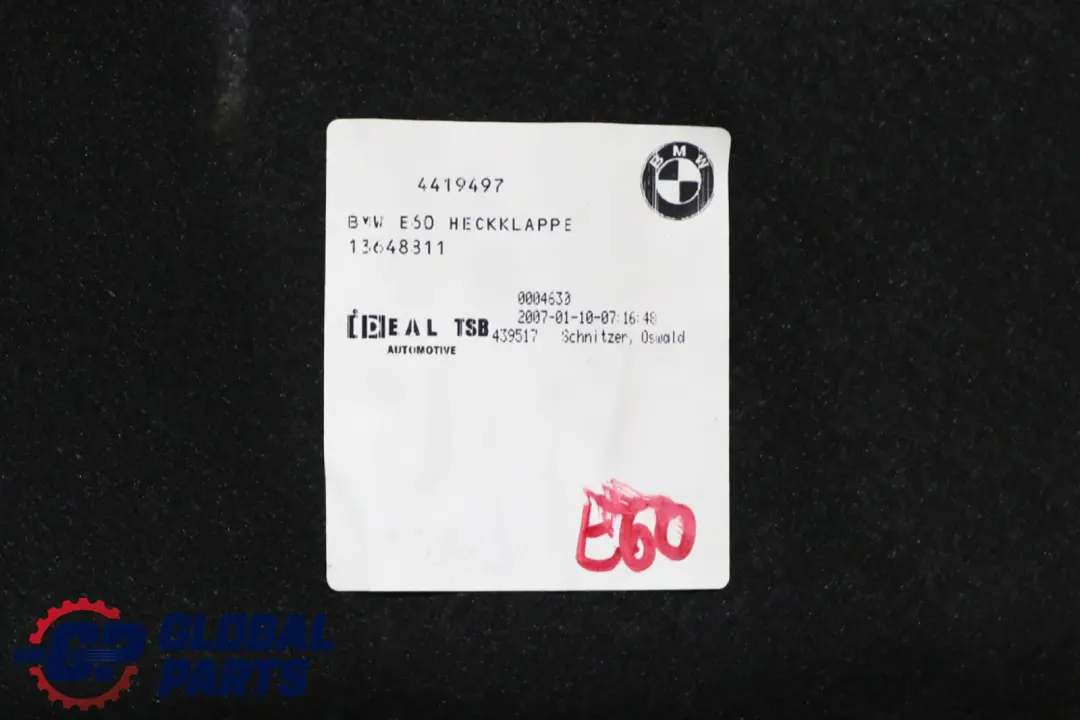 BMW
4419497
BMW E60 HECKKLAPPE
13648311
0004630
2007-01-10-07:16:48
IDEAL TSB 439517 Schnitzer, Oswald
AUTOMOTIVE
E60
GP GLOBAL
PARTS